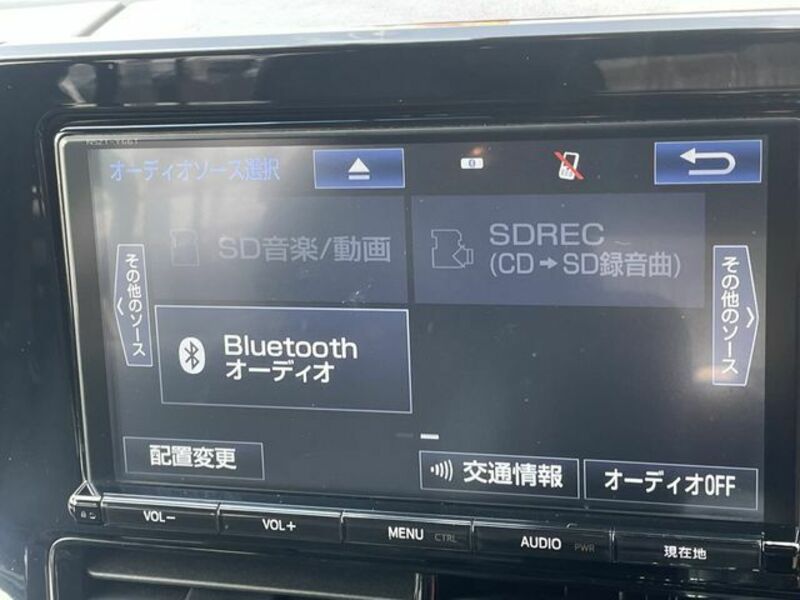 NSZT-Y66T
オーディオソース選択
SD音楽/動画
SDREC
(CD→SD録音曲)
その他のソース
その他のソース
Bluetooth
オーディオ
配置変更
交通情報
オーディオOFF
VOL−
VOL+
MENU CTRL
AUDIO PWR
現在地